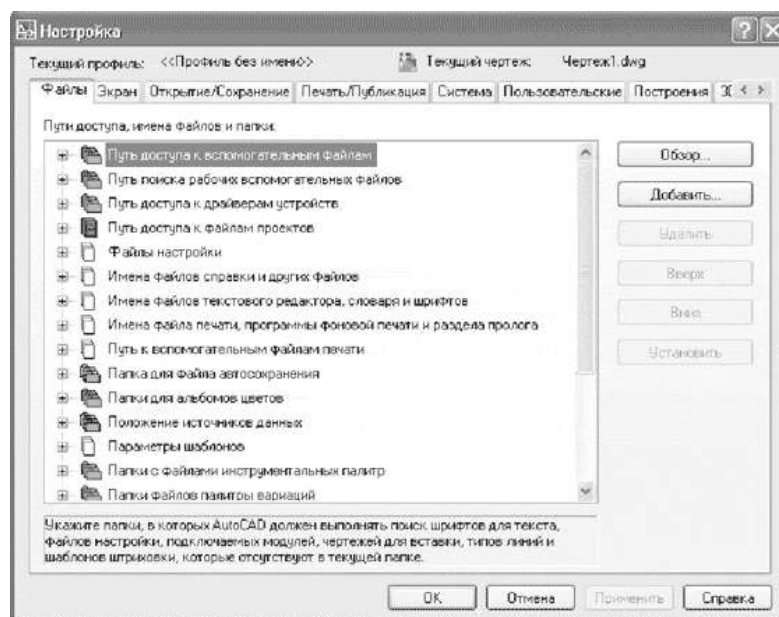 Настройка
Текущий профиль: <<Профиль без имени>> Текущий чертеж: Чертеж1.dwg
Файлы Экран Открытие/Сохранение Печать/Публикация Система Пользовательские Построения 3D
Пути доступа, имена файлов и папки:
Путь доступа к вспомогательным файлам
Путь поиска рабочих вспомогательных файлов
Путь доступа к драйверам устройств
Путь доступа к файлам проектов
Файлы настройки
Имена файлов справки и других файлов
Имена файлов текстового редактора, словаря и шрифтов
Имена файла печати, программы фоновой печати и раздела пролога
Путь к вспомогательным файлам печати
Папка для файла автосохранения
Папки для альбомов цветов
Положение источников данных
Параметры шаблонов
Папки с файлами инструментальных палитр
Папки файлов палитры вариаций
Обзор...
Добавить...
Удалить
Вверх
Вниз
Установить
Укажите папки, в которых AutoCAD должен выполнять поиск шрифтов для текста,
файлов настройки, подключаемых модулей, чертежей для вставки, типов линий и
шаблонов штриховки, которые отсутствуют в текущей папке.
OK Отмена Применить Справка